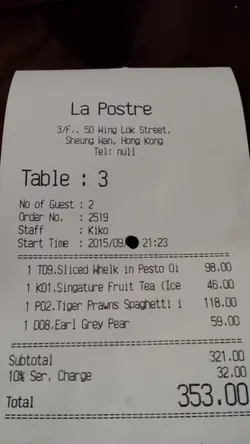 La Postre
3/F., 50 Wing Lok Street,
Sheung Wan, Hong Kong
Tel: null
Table : 3
No of Guest : 2
Order No. : 2519
Staff : Kiko
Start Time : 2015/09/ 21:23
1 T09.Sliced Whelk in Pesto Oi 98.00
1 K01.Singature Fruit Tea (Ice 46.00
1 P02.Tiger Prawns Spaghetti i 118.00
1 D08.Earl Grey Pear 59.00
Subtotal 321.00
10% Ser. Charge 32.00
Total 353.00